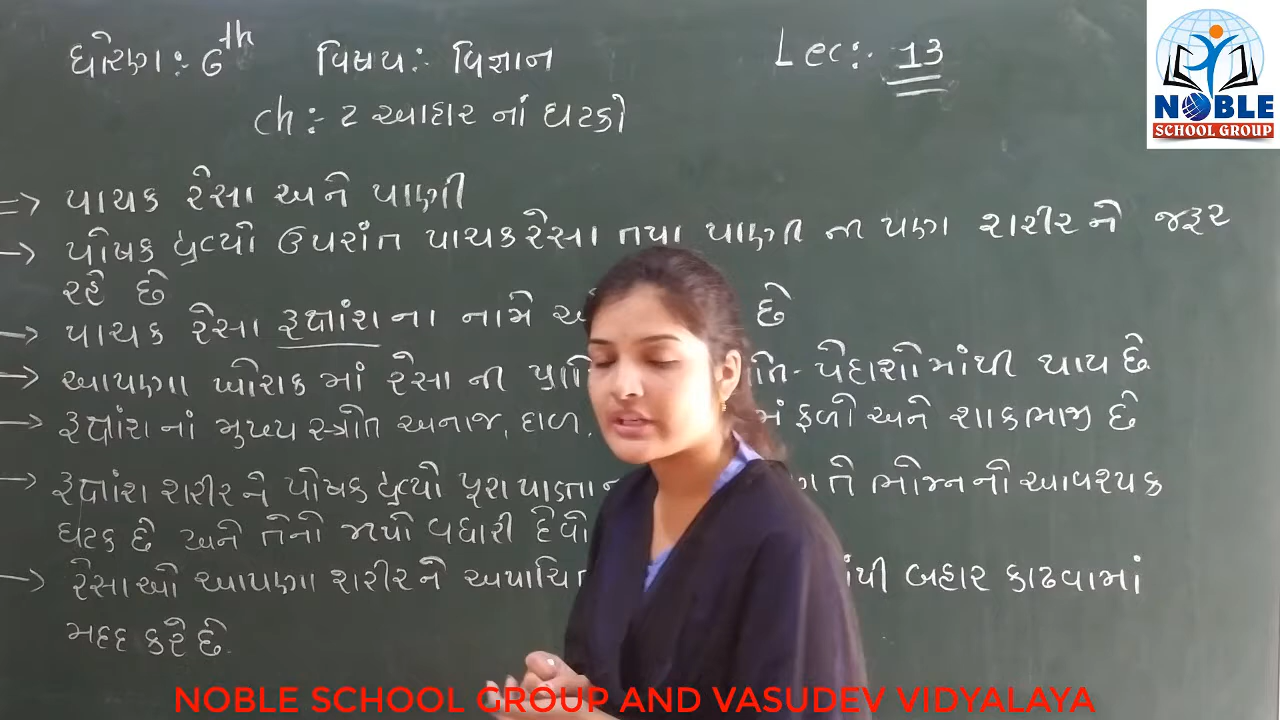 ધોરણ :- 6th વિષય :- વિજ્ઞાન Lec :- 13
ch :- 2 આહાર નાં ઘટકો
NOBLE
SCHOOL GROUP
=> પાચક રેસા અને પાણી
→ પોષક દ્રવ્યો ઉપરાંત પાચક રેસા તથા પાણી ની પણ શરીર ને જરૂર
રહે છે
→ પાચક રેસા રૂક્ષાંશ ના નામે છે
→ આપણા ખોરાક માં રેસા ની પેદાશોમાંથી થાય છે
→ રૂક્ષાંશ નાં મુખ્ય સ્ત્રોત અનાજ, દાળ, ફળો અને શાકભાજી છે
→ રૂક્ષાંશ શરીર ને પોષક દ્રવ્યો પૂરા પાડતા તે ભોજન નો આવશ્યક
ઘટક છે અને તેનો જથ્થો વધારી દેવો
→ રેસાઓ આપણા શરીર ને બહાર કાઢવામાં
મદદ કરે છે.
NOBLE SCHOOL GROUP AND VASUDEV VIDYALAYA